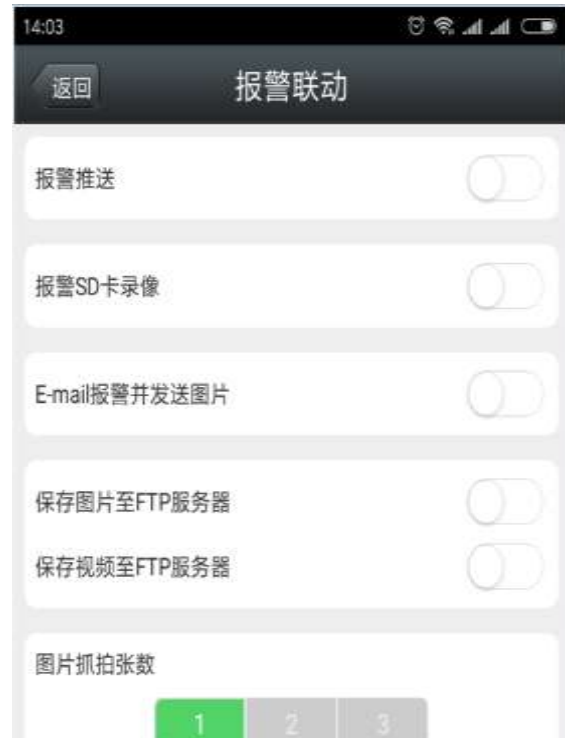 14:03
返回
报警联动
报警推送
报警SD卡录像
E-mail报警并发送图片
保存图片至FTP服务器
保存视频至FTP服务器
图片抓拍张数
1 2 3